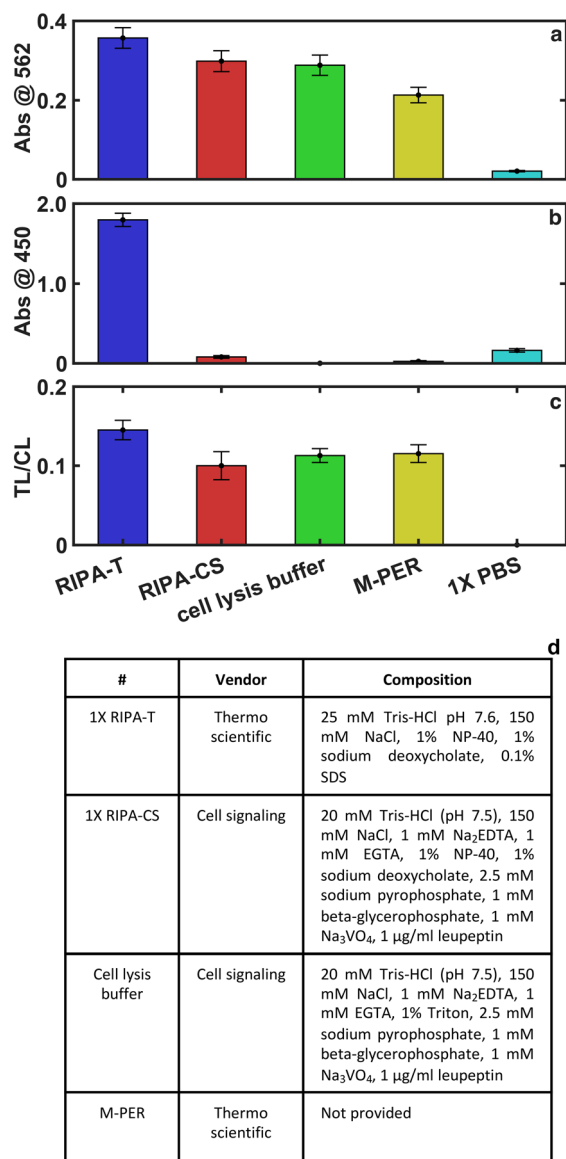 a
Abs @ 562
0.4
0.2
0
b
Abs @ 450
2.0
1.0
0
c
TL/CL
0.2
0.1
0
RIPA-T
RIPA-CS
cell lysis buffer
M-PER
1X PBS
d
# Vendor Composition
1X RIPA-T Thermo scientific
25 mM Tris-HCl pH 7.6, 150
mM NaCl, 1% NP-40, 1%
sodium deoxycholate, 0.1%
SDS
1X RIPA-CS Cell signaling
20 mM Tris-HCl (pH 7.5), 150
mM NaCl, 1 mM Na₂EDTA, 1
mM EGTA, 1% NP-40, 1%
sodium deoxycholate, 2.5 mM
sodium pyrophosphate, 1 mM
beta-glycerophosphate, 1 mM
Na₃VO₄, 1 µg/ml leupeptin
Cell lysis
buffer
Cell signaling
20 mM Tris-HCl (pH 7.5), 150
mM NaCl, 1 mM Na₂EDTA, 1
mM EGTA, 1% Triton, 2.5 mM
sodium pyrophosphate, 1 mM
beta-glycerophosphate, 1 mM
Na₃VO₄, 1 µg/ml leupeptin
M-PER
Thermo
scientific
Not provided